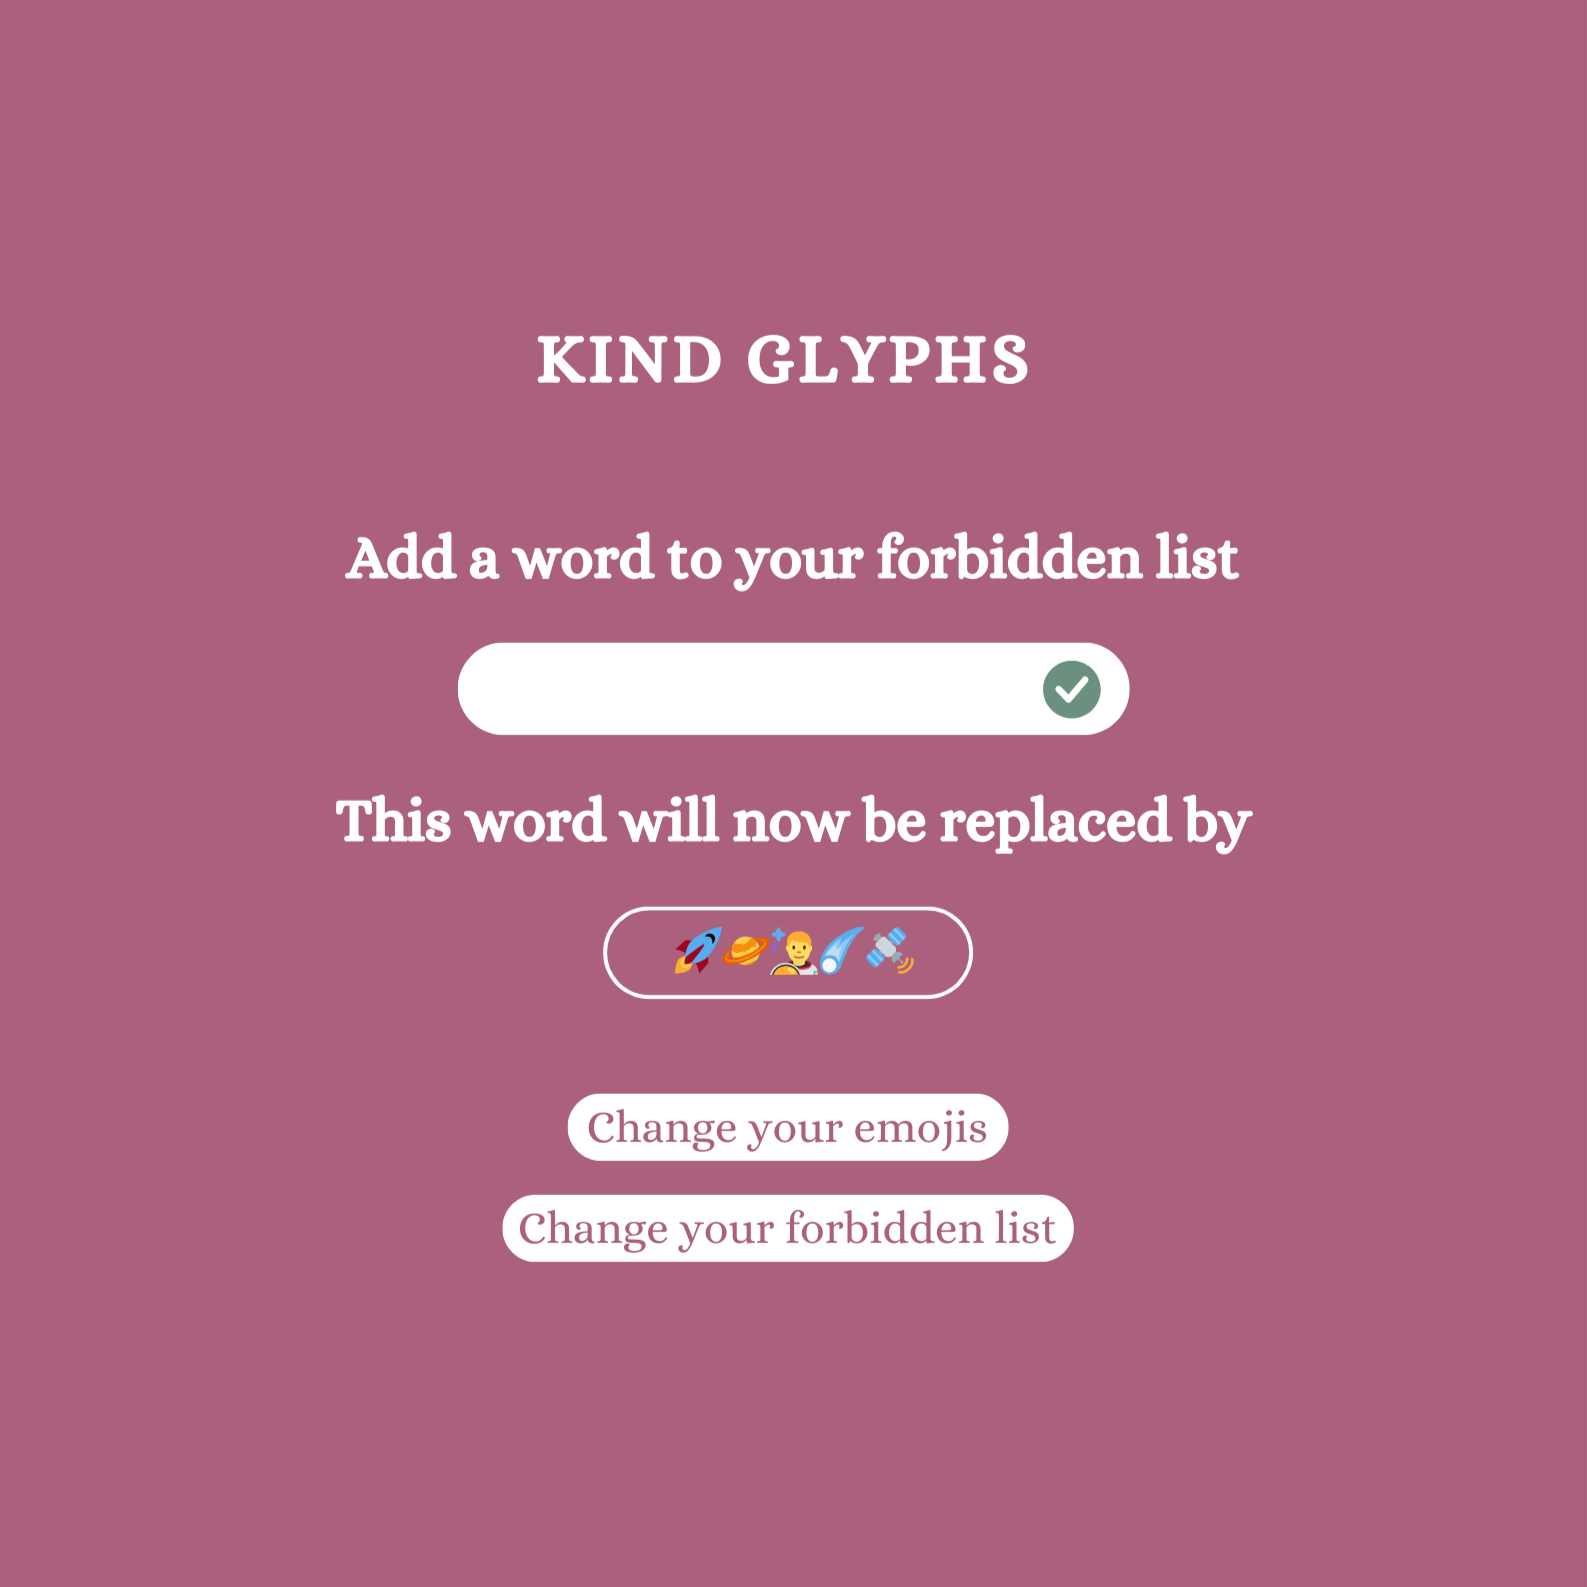 KIND GLYPHS
Add a word to your forbidden list
This word will now be replaced by
🚀🪐👨‍🚀☄️🛰️
Change your emojis
Change your forbidden list